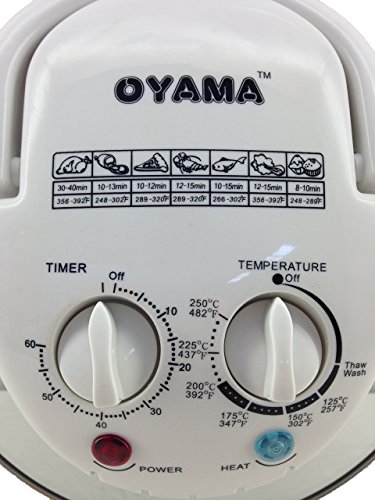 OYAMA™
30-40min 10-13min 10-12min 12-15min 10-15min 12-15min 8-10min
356-392°F 248-302°F 289-320°F 289-320°F 266-302°F 356-392°F 248-289°F
TIMER
Off
10
20
30
40
50
60
TEMPERATURE
Off
Thaw
Wash
125°C
257°F
150°C
302°F
175°C
347°F
200°C
392°F
225°C
437°F
250°C
482°F
POWER
HEAT